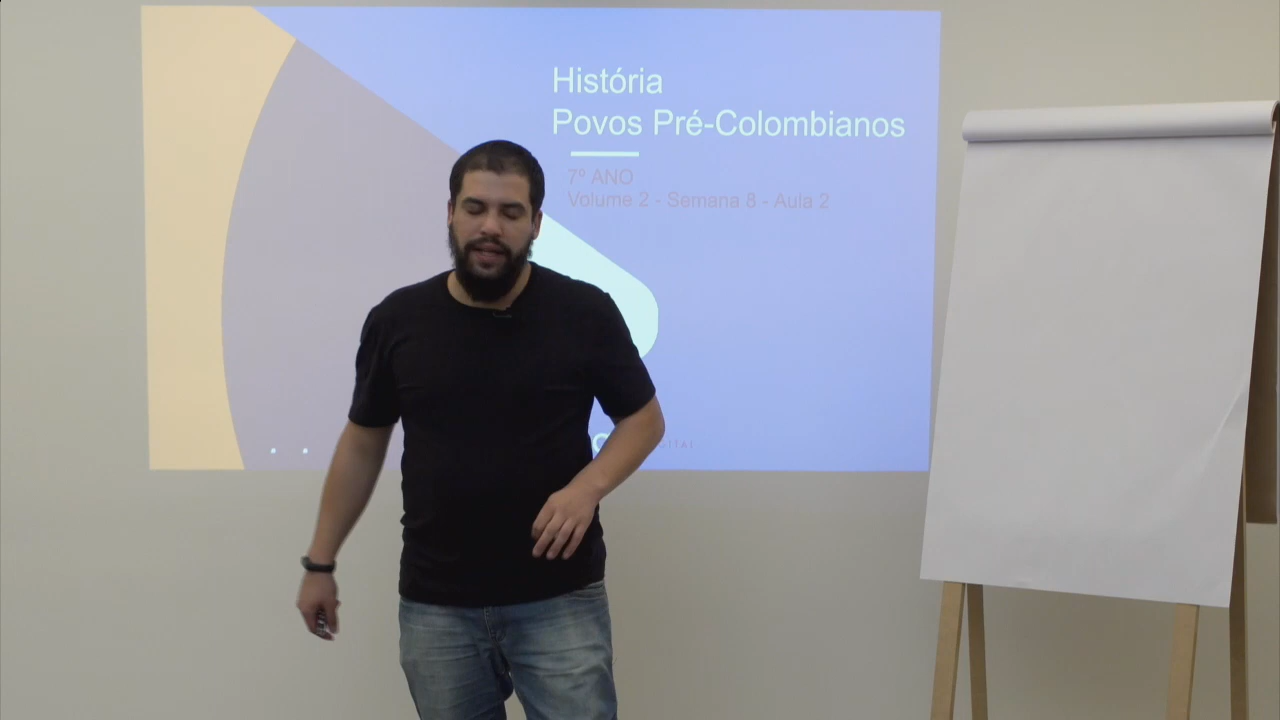 História
Povos Pré-Colombianos
7º ANO
Volume 2 - Semana 8 - Aula 2